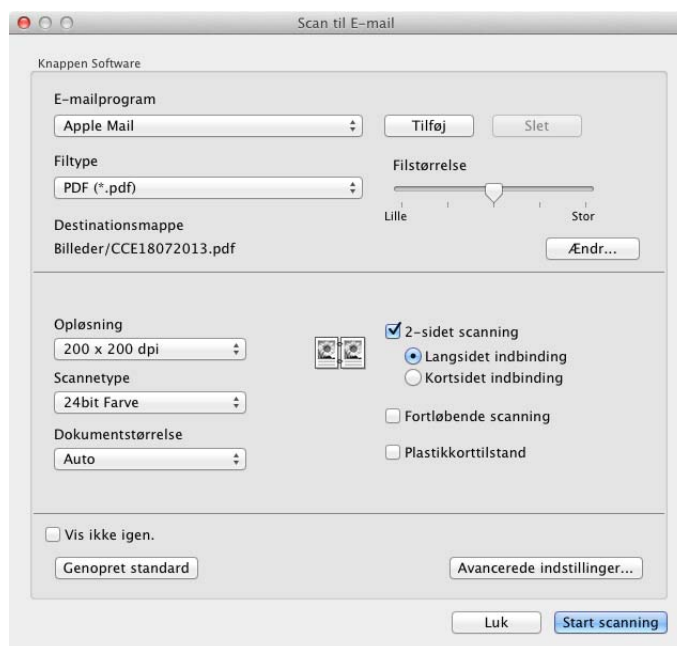 Scan til E-mail
Knappen Software
E-mailprogram
Apple Mail
Tilføj
Slet
Filtype
PDF (*.pdf)
Filstørrelse
Lille
Stor
Destinationsmappe
Billeder/CCE18072013.pdf
Ændr...
Opløsning
200 x 200 dpi
Scannetype
24bit Farve
Dokumentstørrelse
Auto
2-sidet scanning
Langsidet indbinding
Kortsidet indbinding
Fortløbende scanning
Plastikkorttilstand
Vis ikke igen.
Genopret standard
Avancerede indstillinger...
Luk
Start scanning